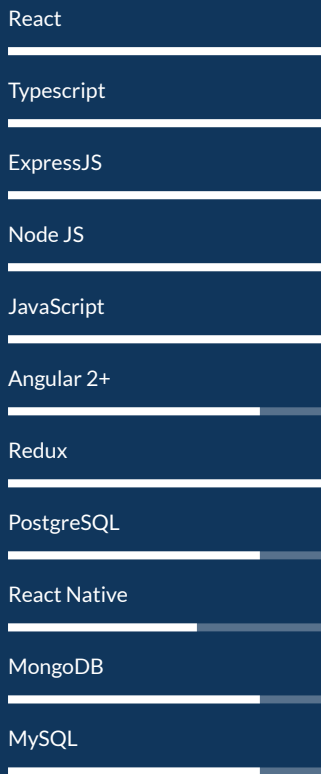 React
Typescript
ExpressJS
Node JS
JavaScript
Angular 2+
Redux
PostgreSQL
React Native
MongoDB
MySQL